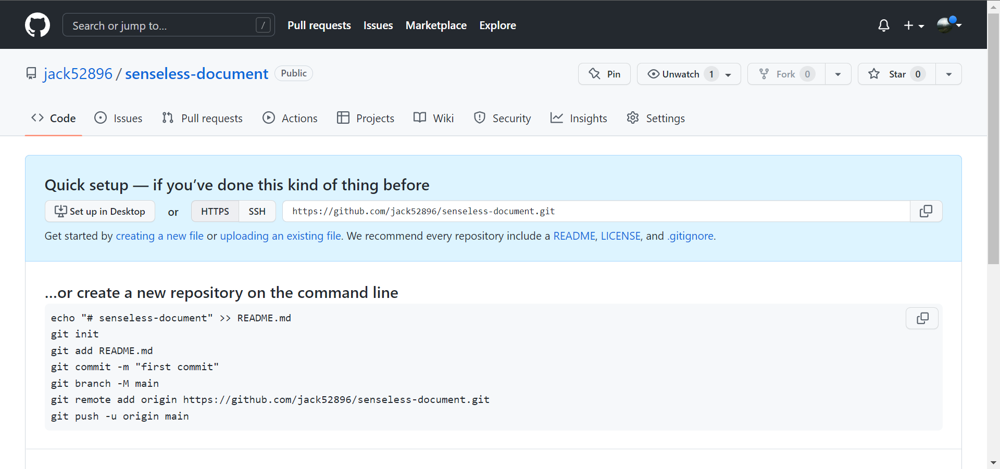 Search or jump to... /
Pull requests Issues Marketplace Explore
jack52896 / senseless-document Public
Pin Unwatch 1 Fork 0 Star 0
Code Issues Pull requests Actions Projects Wiki Security Insights Settings
Quick setup — if you’ve done this kind of thing before
Set up in Desktop or HTTPS SSH https://github.com/jack52896/senseless-document.git
Get started by creating a new file or uploading an existing file. We recommend every repository include a README, LICENSE, and .gitignore.
…or create a new repository on the command line
echo "# senseless-document" >> README.md
git init
git add README.md
git commit -m "first commit"
git branch -M main
git remote add origin https://github.com/jack52896/senseless-document.git
git push -u origin main